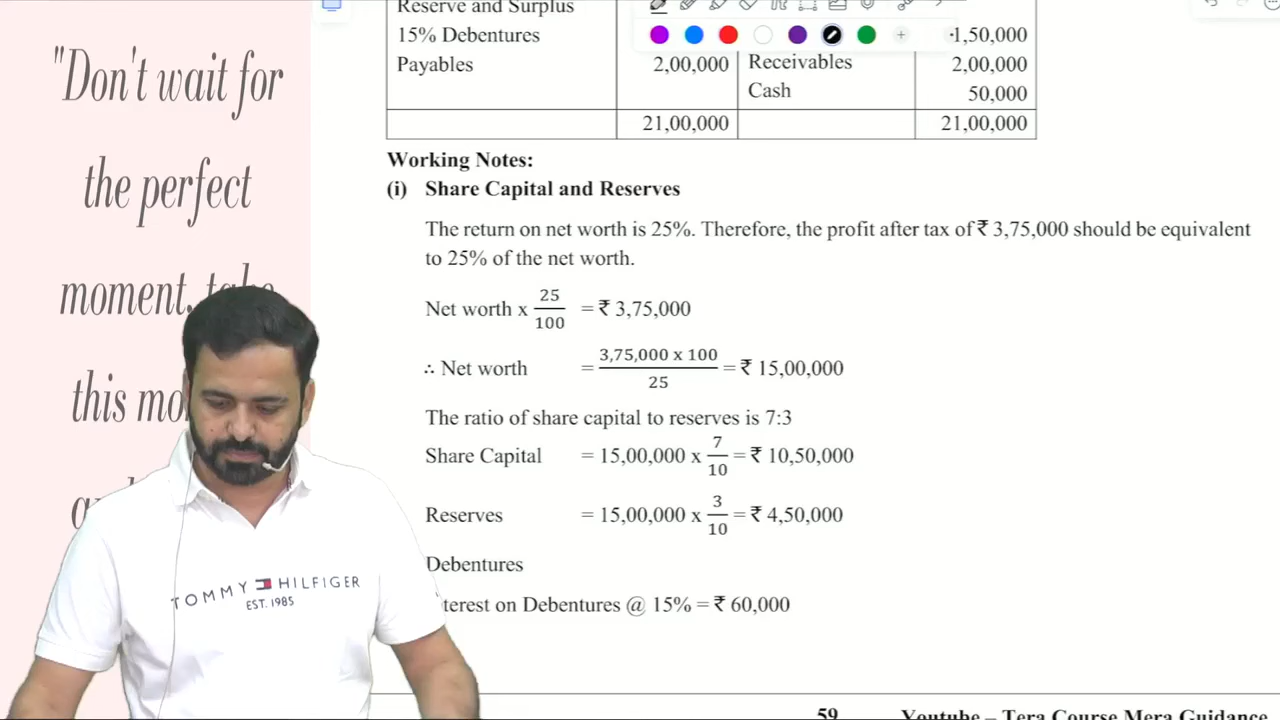 "Don't wait for
the perfect
moment, take
this mo
Reserve and Surplus
15% Debentures 1,50,000
Payables 2,00,000 Receivables 2,00,000
Cash 50,000
21,00,000 21,00,000
Working Notes:
(i) Share Capital and Reserves
The return on net worth is 25%. Therefore, the profit after tax of ₹ 3,75,000 should be equivalent
to 25% of the net worth.
Net worth x 25/100 = ₹ 3,75,000
∴ Net worth = 3,75,000 x 100/25 = ₹ 15,00,000
The ratio of share capital to reserves is 7:3
Share Capital = 15,00,000 x 7/10 = ₹ 10,50,000
Reserves = 15,00,000 x 3/10 = ₹ 4,50,000
Debentures
terest on Debentures @ 15% = ₹ 60,000
TOMMY HILFIGER
EST. 1985
59 Youtube – Tera Course Mera Guidance